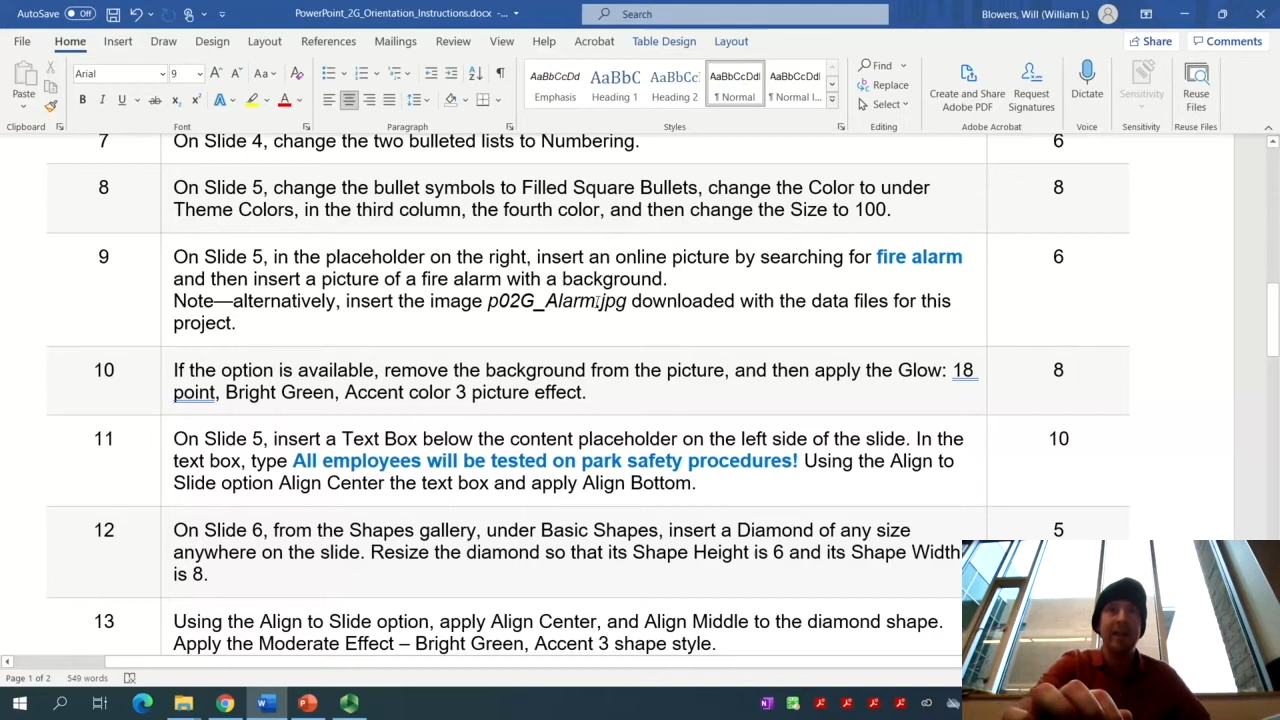 AutoSave Off PowerPoint_2G_Orientation_Instructions.docx - ... Search Blowers, Will (William L)
File Home Insert Draw Design Layout References Mailings Review View Help Acrobat Table Design Layout Share Comments
Paste
Clipboard
Arial 9
Font
Paragraph
AaBbCcDd AaBbC AaBbCc AaBbCcDd AaBbCcDd
Emphasis Heading 1 Heading 2 ¶ Normal ¶ Normal I...
Styles
Find
Replace
Select
Editing
Create and Share Adobe PDF
Request Signatures
Adobe Acrobat
Dictate
Voice
Sensitivity
Sensitivity
Reuse Files
Reuse Files
7 On Slide 4, change the two bulleted lists to Numbering. 6
8 On Slide 5, change the bullet symbols to Filled Square Bullets, change the Color to under 8
Theme Colors, in the third column, the fourth color, and then change the Size to 100.
9 On Slide 5, in the placeholder on the right, insert an online picture by searching for fire alarm 6
and then insert a picture of a fire alarm with a background.
Note—alternatively, insert the image p02G_Alarm.jpg downloaded with the data files for this
project.
10 If the option is available, remove the background from the picture, and then apply the Glow: 18 8
point, Bright Green, Accent color 3 picture effect.
11 On Slide 5, insert a Text Box below the content placeholder on the left side of the slide. In the 10
text box, type All employees will be tested on park safety procedures! Using the Align to
Slide option Align Center the text box and apply Align Bottom.
12 On Slide 6, from the Shapes gallery, under Basic Shapes, insert a Diamond of any size 5
anywhere on the slide. Resize the diamond so that its Shape Height is 6 and its Shape Width
is 8.
13 Using the Align to Slide option, apply Align Center, and Align Middle to the diamond shape.
Apply the Moderate Effect – Bright Green, Accent 3 shape style.
Page 1 of 2 549 words